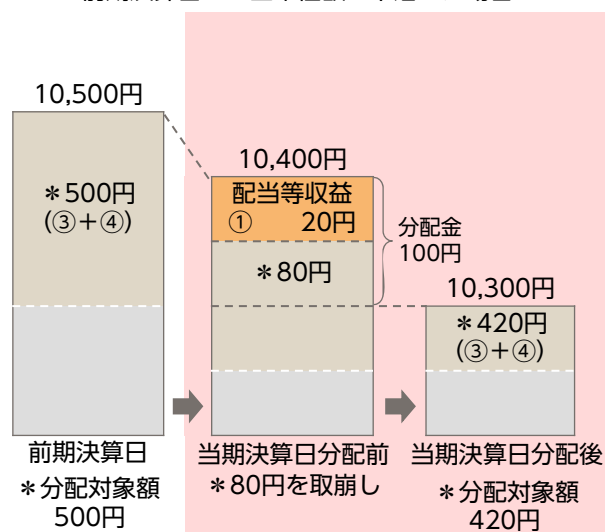 10,500円
＊500円
(③＋④)
前期決算日
＊分配対象額
500円
10,400円
配当等収益
① 20円
＊80円
分配金
100円
当期決算日分配前
＊80円を取崩し
10,300円
＊420円
(③＋④)
当期決算日分配後
＊分配対象額
420円